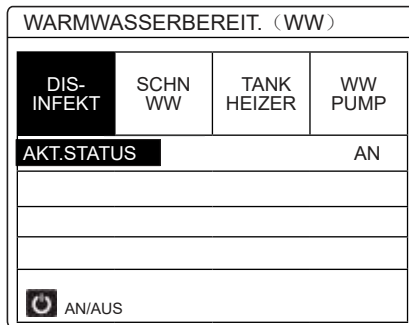 WARMWASSERBEREIT.（WW）
DIS-
INFEKT
SCHN
WW
TANK
HEIZER
WW
PUMP
AKT.STATUS AN
AN/AUS